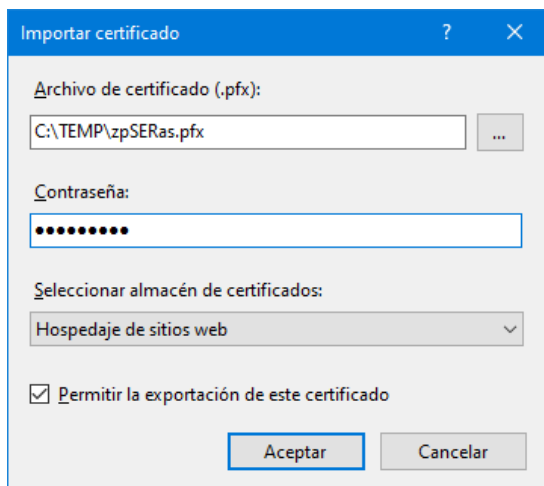 Importar certificado
Archivo de certificado (.pfx):
C:\TEMP\zpSERas.pfx
...
Contraseña:
●●●●●●●●●
Seleccionar almacén de certificados:
Hospedaje de sitios web
Permitir la exportación de este certificado
Aceptar
Cancelar